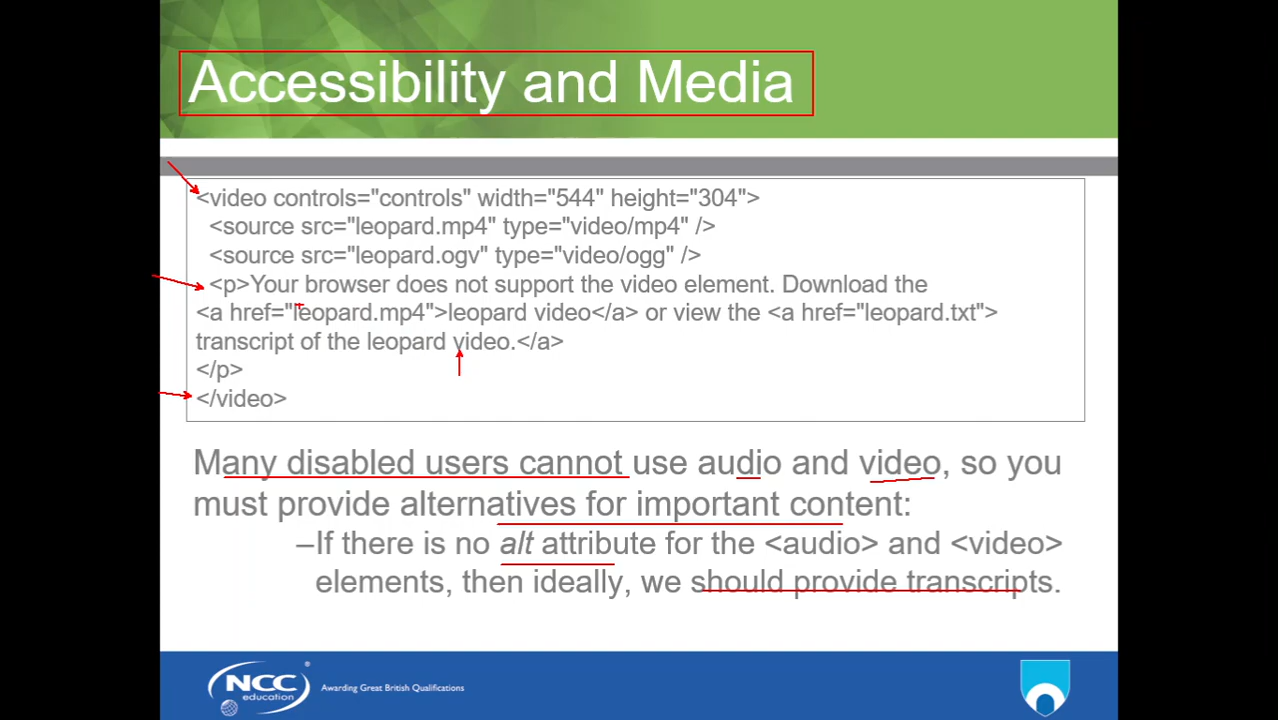 Accessibility and Media
<video controls="controls" width="544" height="304">
<source src="leopard.mp4" type="video/mp4" />
<source src="leopard.ogv" type="video/ogg" />
<p>Your browser does not support the video element. Download the
<a href="leopard.mp4">leopard video</a> or view the <a href="leopard.txt">
transcript of the leopard video.</a>
</p>
</video>
Many disabled users cannot use audio and video, so you
must provide alternatives for important content:
–If there is no alt attribute for the <audio> and <video>
elements, then ideally, we should provide transcripts.
NCC
education
®
Awarding Great British Qualifications